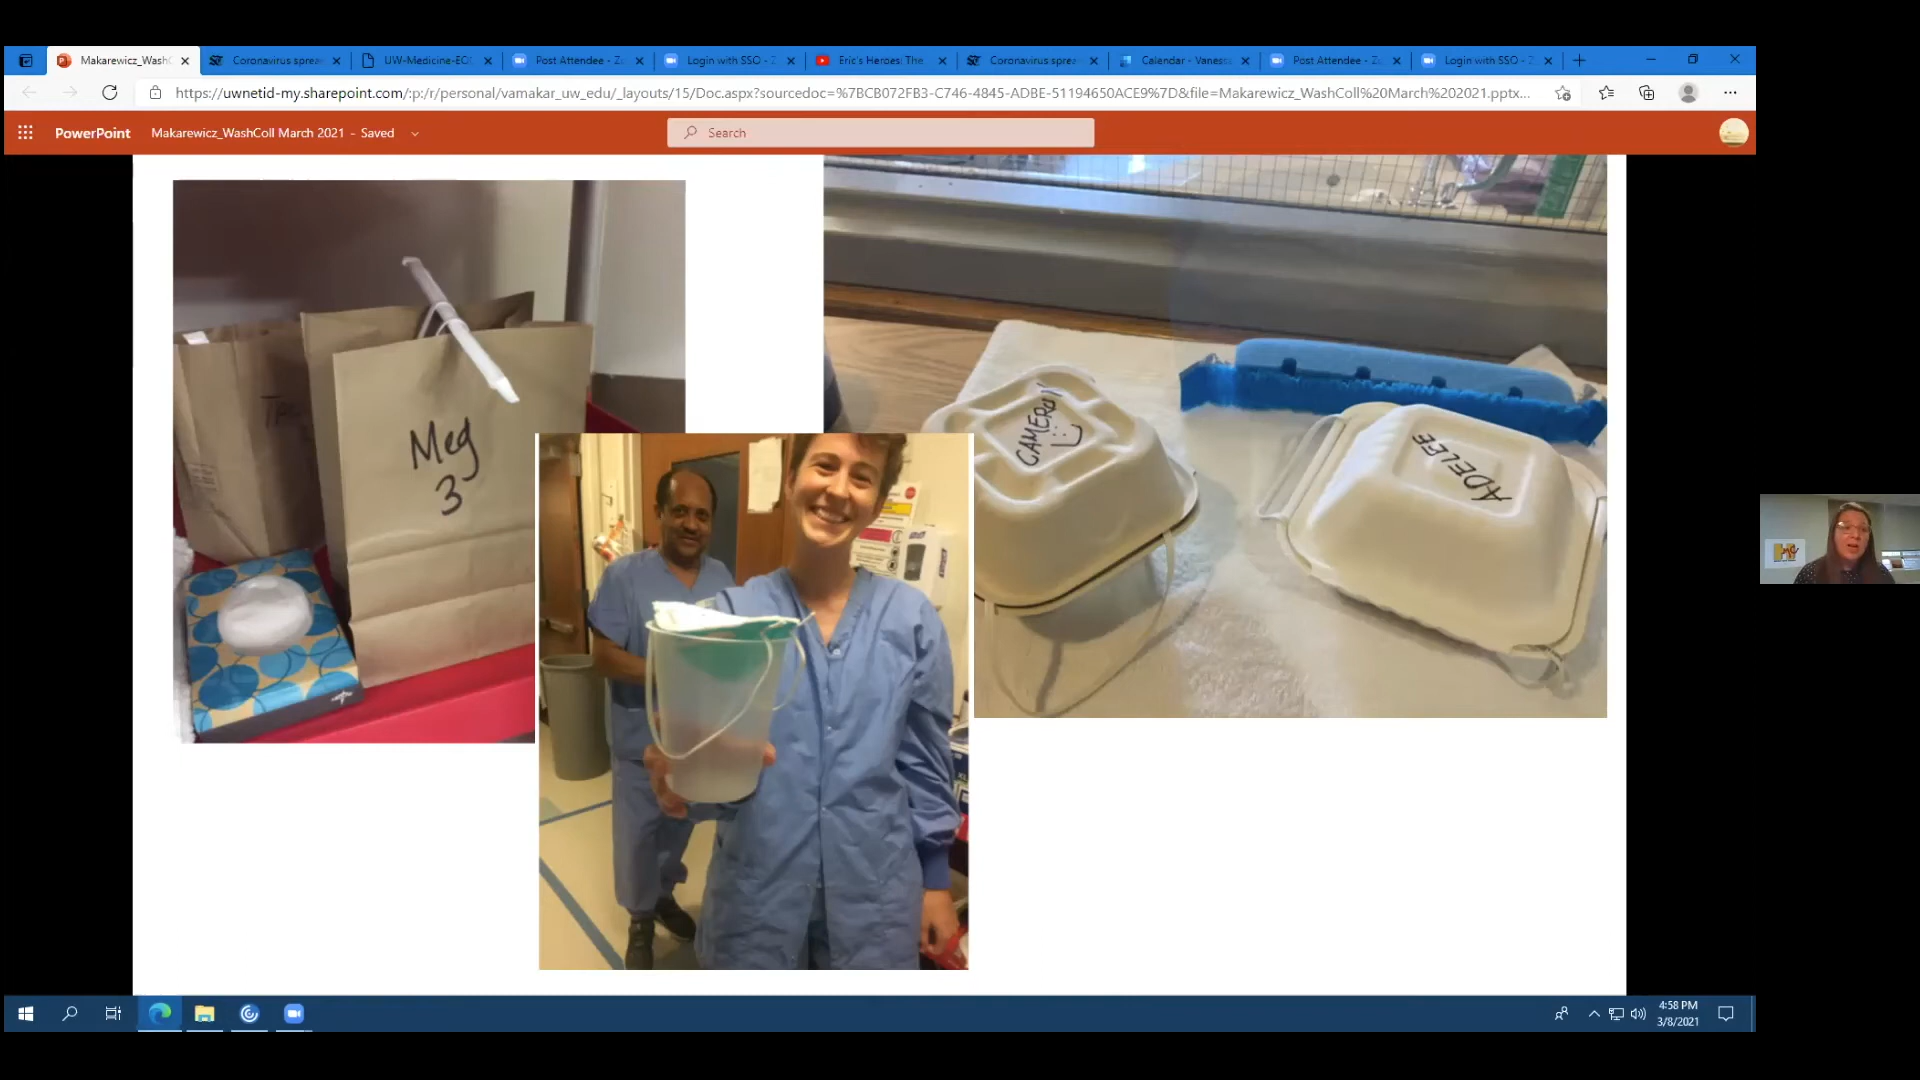 Makarewicz_WashC
Coronavirus sprea
UW-Medicine-EOC
Post Attendee - Z
Login with SSO - Z
Eric's Heroes: The
Coronavirus sprea
Calendar - Vaness
Post Attendee - Z
Login with SSO - Z
https://uwnetid-my.sharepoint.com/:p:/r/personal/vamakar_uw_edu/_layouts/15/Doc.aspx?sourcedoc=%7BCB072FB3-C746-4845-ADBE-51194650ACE9%7D&file=Makarewicz_WashColl%20March%202021.pptx...
PowerPoint
Makarewicz_WashColl March 2021 - Saved
Search
Meg
3
CAMERON
ADELEE
4:58 PM
3/8/2021